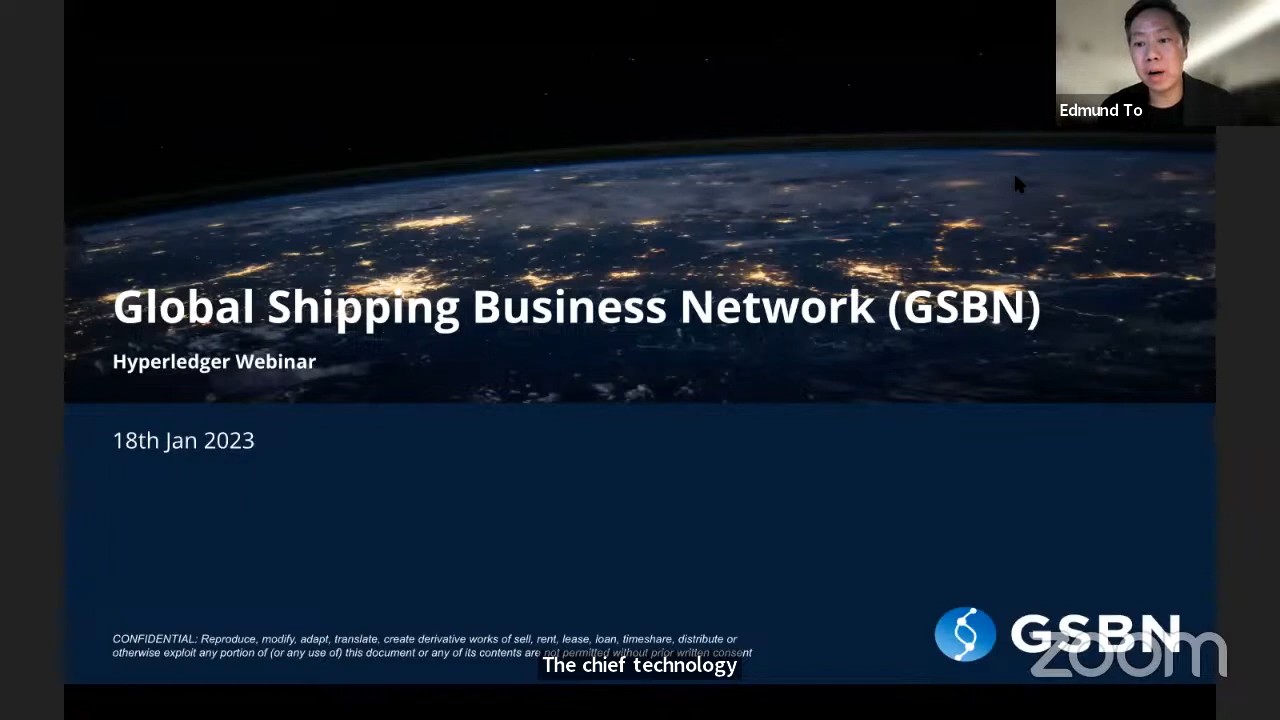 Edmund To
Global Shipping Business Network (GSBN)
Hyperledger Webinar
18th Jan 2023
CONFIDENTIAL: Reproduce, modify, adapt, translate, create derivative works of sell, rent, lease, loan, timeshare, distribute or
otherwise exploit any portion of (or any use of) this document or any of its contents are not permitted without prior written consent
The chief technology
GSBN
zoom